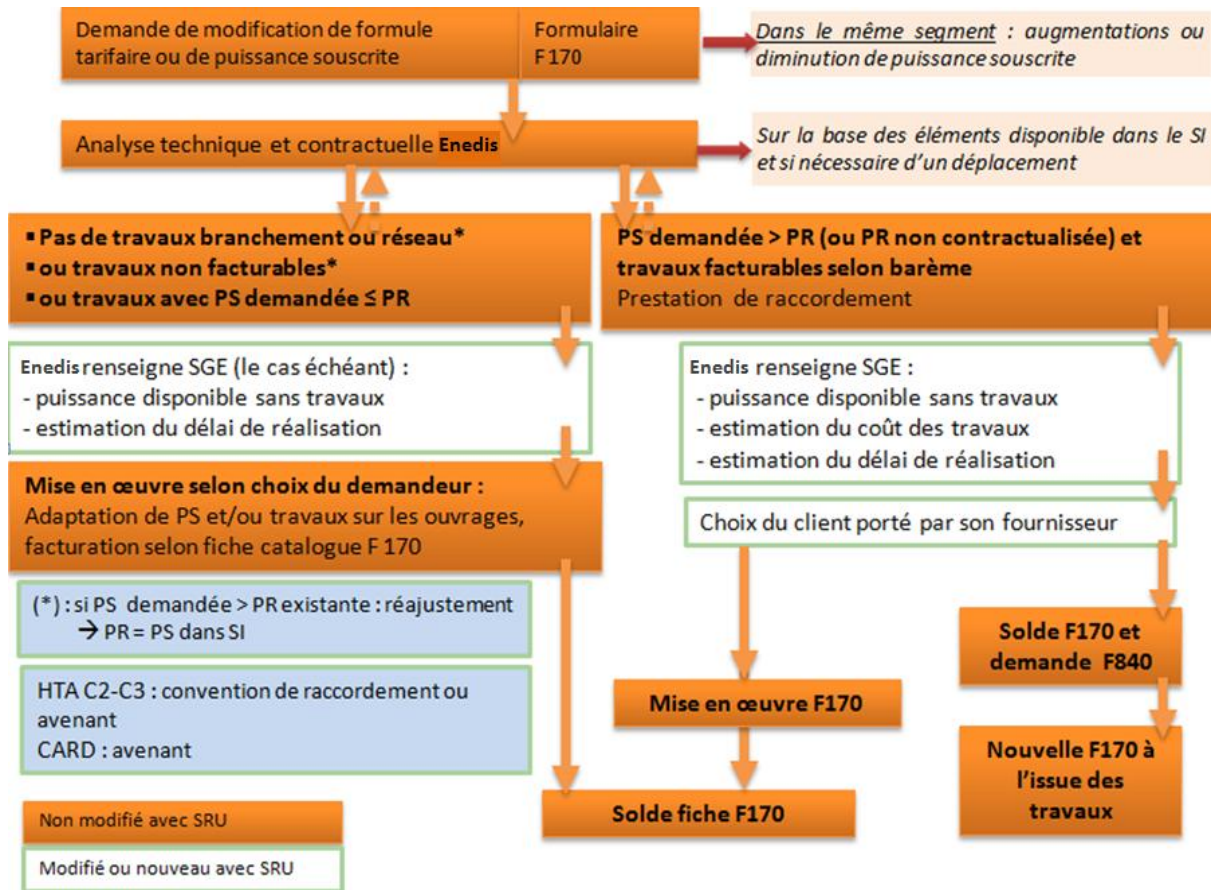 Demande de modification de formule
tarifaire ou de puissance souscrite
Formulaire
F 170
Dans le même segment : augmentations ou
diminution de puissance souscrite
Analyse technique et contractuelle Enedis
Sur la base des éléments disponible dans le SI
et si nécessaire d'un déplacement
▪ Pas de travaux branchement ou réseau*
▪ ou travaux non facturables*
▪ ou travaux avec PS demandée ≤ PR
PS demandée > PR (ou PR non contractualisée) et
travaux facturables selon barème
Prestation de raccordement
Enedis renseigne SGE (le cas échéant) :
- puissance disponible sans travaux
- estimation du délai de réalisation
Enedis renseigne SGE :
- puissance disponible sans travaux
- estimation du coût des travaux
- estimation du délai de réalisation
Mise en œuvre selon choix du demandeur :
Adaptation de PS et/ou travaux sur les ouvrages,
facturation selon fiche catalogue F 170
Choix du client porté par son fournisseur
(*) : si PS demandée > PR existante : réajustement
→ PR = PS dans SI
HTA C2-C3 : convention de raccordement ou
avenant
CARD : avenant
Solde F170 et
demande F840
Mise en œuvre F170
Nouvelle F170 à
l'issue des
travaux
Solde fiche F170
Non modifié avec SRU
Modifié ou nouveau avec SRU